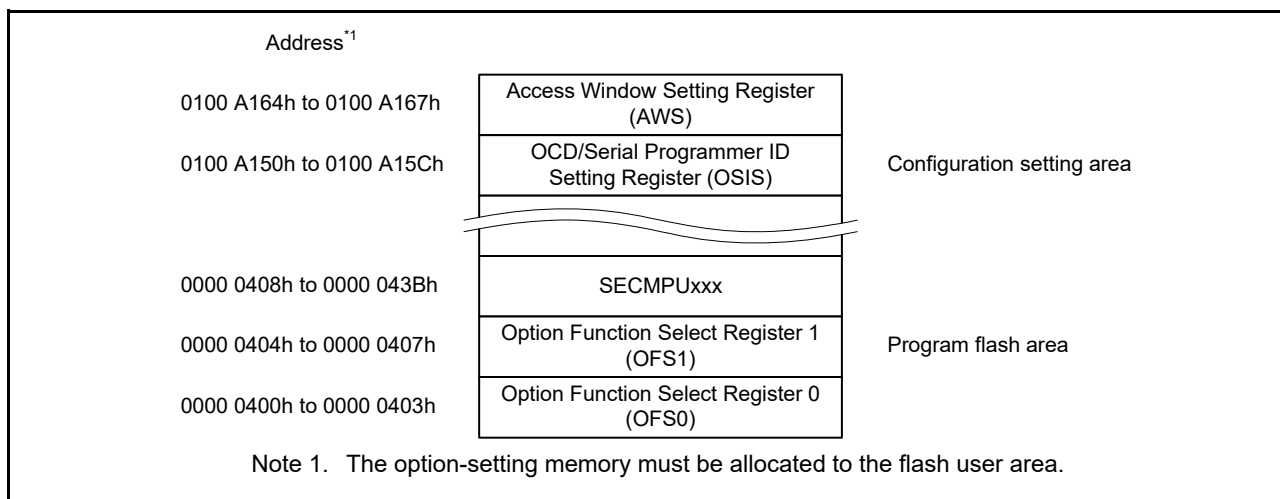 Address*1
0100 A164h to 0100 A167h
Access Window Setting Register
(AWS)
0100 A150h to 0100 A15Ch
OCD/Serial Programmer ID
Setting Register (OSIS)
Configuration setting area
0000 0408h to 0000 043Bh
SECMPUxxx
0000 0404h to 0000 0407h
Option Function Select Register 1
(OFS1)
Program flash area
0000 0400h to 0000 0403h
Option Function Select Register 0
(OFS0)
Note 1. The option-setting memory must be allocated to the flash user area.